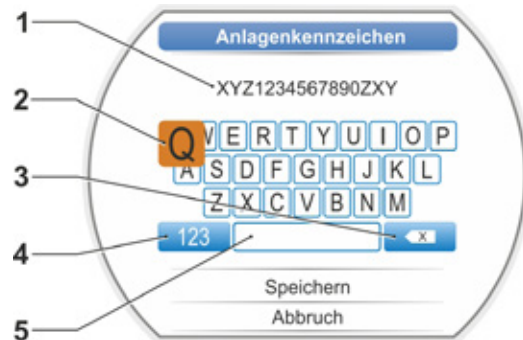 1
Anlagenkennzeichen
XYZ1234567890ZXY
2
Q W E R T Y U I O P
3
A S D F G H J K L
Z X C V B N M
4
123
X
5
Speichern
Abbruch